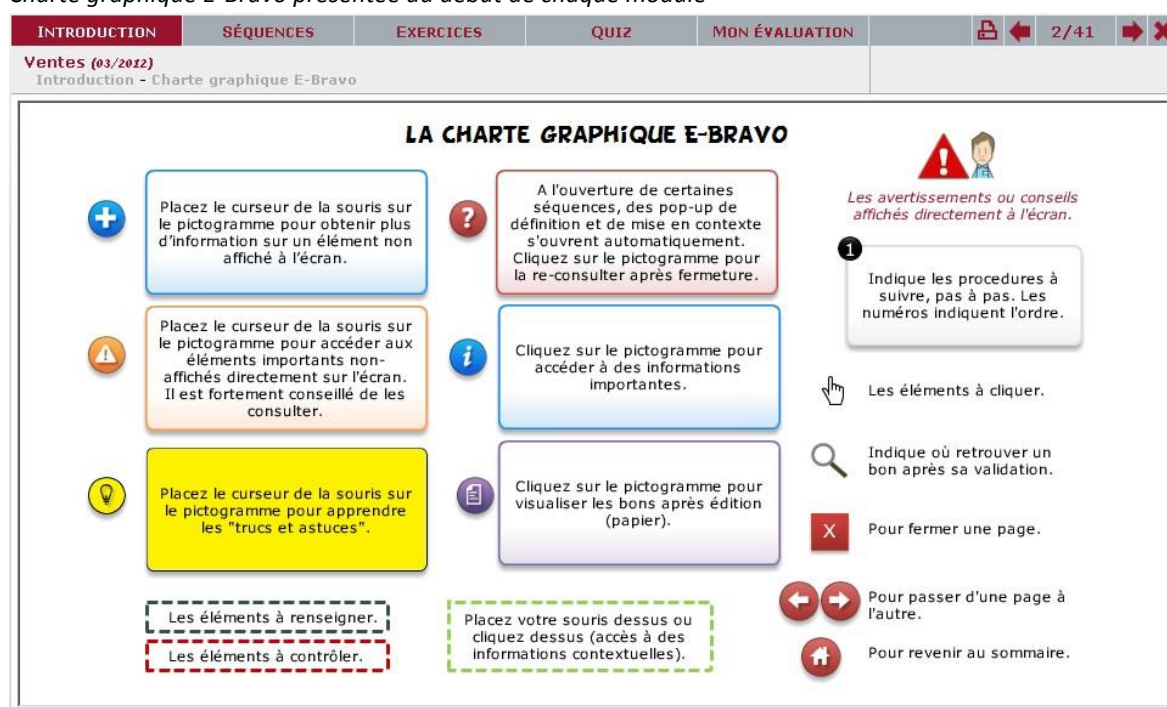 Charte graphique E-Bravo présentée au début de chaque module
INTRODUCTION
SÉQUENCES
EXERCICES
QUIZ
MON ÉVALUATION
2/41
Ventes (03/2012)
Introduction - Charte graphique E-Bravo
LA CHARTE GRAPHIQUE E-BRAVO
Placez le curseur de la souris sur
le pictogramme pour obtenir plus
d'information sur un élément non
affiché à l'écran.
?
A l'ouverture de certaines
séquences, des pop-up de
définition et de mise en contexte
s'ouvrent automatiquement.
Cliquez sur le pictogramme pour
la re-consulter après fermeture.
Les avertissements ou conseils
affichés directement à l'écran.
1
Indique les procedures à
suivre, pas à pas. Les
numéros indiquent l'ordre.
Placez le curseur de la souris sur
le pictogramme pour accéder aux
éléments importants non-
affichés directement sur l'écran.
Il est fortement conseillé de les
consulter.
i
Cliquez sur le pictogramme pour
accéder à des informations
importantes.
Les éléments à cliquer.
Placez le curseur de la souris sur
le pictogramme pour apprendre
les "trucs et astuces".
Cliquez sur le pictogramme pour
visualiser les bons après édition
(papier).
Indique où retrouver un
bon après sa validation.
X
Pour fermer une page.
Les éléments à renseigner.
Les éléments à contrôler.
Placez votre souris dessus ou
cliquez dessus (accès à des
informations contextuelles).
Pour passer d'une page à
l'autre.
Pour revenir au sommaire.